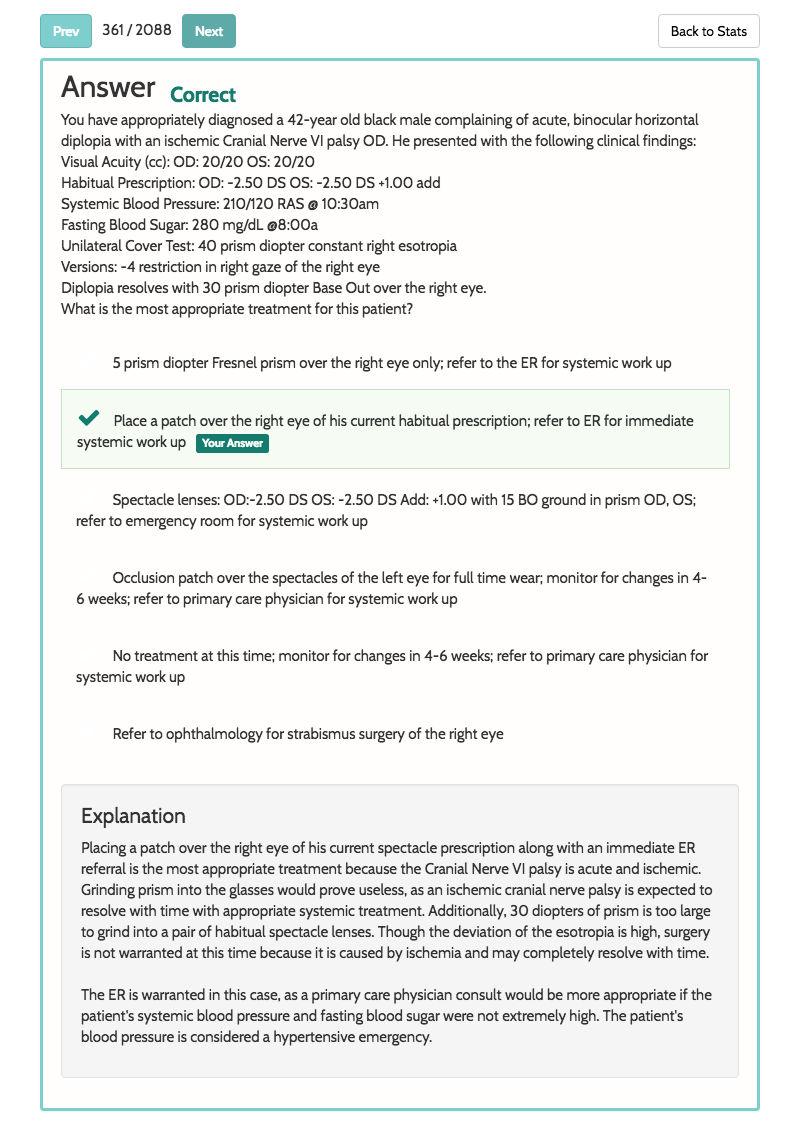 Prev 361 / 2088 Next Back to Stats
Answer Correct
You have appropriately diagnosed a 42-year old black male complaining of acute, binocular horizontal
diplopia with an ischemic Cranial Nerve VI palsy OD. He presented with the following clinical findings:
Visual Acuity (cc): OD: 20/20 OS: 20/20
Habitual Prescription: OD: -2.50 DS OS: -2.50 DS +1.00 add
Systemic Blood Pressure: 210/120 RAS @ 10:30am
Fasting Blood Sugar: 280 mg/dL @8:00a
Unilateral Cover Test: 40 prism diopter constant right esotropia
Versions: -4 restriction in right gaze of the right eye
Diplopia resolves with 30 prism diopter Base Out over the right eye.
What is the most appropriate treatment for this patient?
5 prism diopter Fresnel prism over the right eye only; refer to the ER for systemic work up
Place a patch over the right eye of his current habitual prescription; refer to ER for immediate
systemic work up Your Answer
Spectacle lenses: OD:-2.50 DS OS: -2.50 DS Add: +1.00 with 15 BO ground in prism OD, OS;
refer to emergency room for systemic work up
Occlusion patch over the spectacles of the left eye for full time wear; monitor for changes in 4-
6 weeks; refer to primary care physician for systemic work up
No treatment at this time; monitor for changes in 4-6 weeks; refer to primary care physician for
systemic work up
Refer to ophthalmology for strabismus surgery of the right eye
Explanation
Placing a patch over the right eye of his current spectacle prescription along with an immediate ER
referral is the most appropriate treatment because the Cranial Nerve VI palsy is acute and ischemic.
Grinding prism into the glasses would prove useless, as an ischemic cranial nerve palsy is expected to
resolve with time with appropriate systemic treatment. Additionally, 30 diopters of prism is too large
to grind into a pair of habitual spectacle lenses. Though the deviation of the esotropia is high, surgery
is not warranted at this time because it is caused by ischemia and may completely resolve with time.
The ER is warranted in this case, as a primary care physician consult would be more appropriate if the
patient's systemic blood pressure and fasting blood sugar were not extremely high. The patient's
blood pressure is considered a hypertensive emergency.